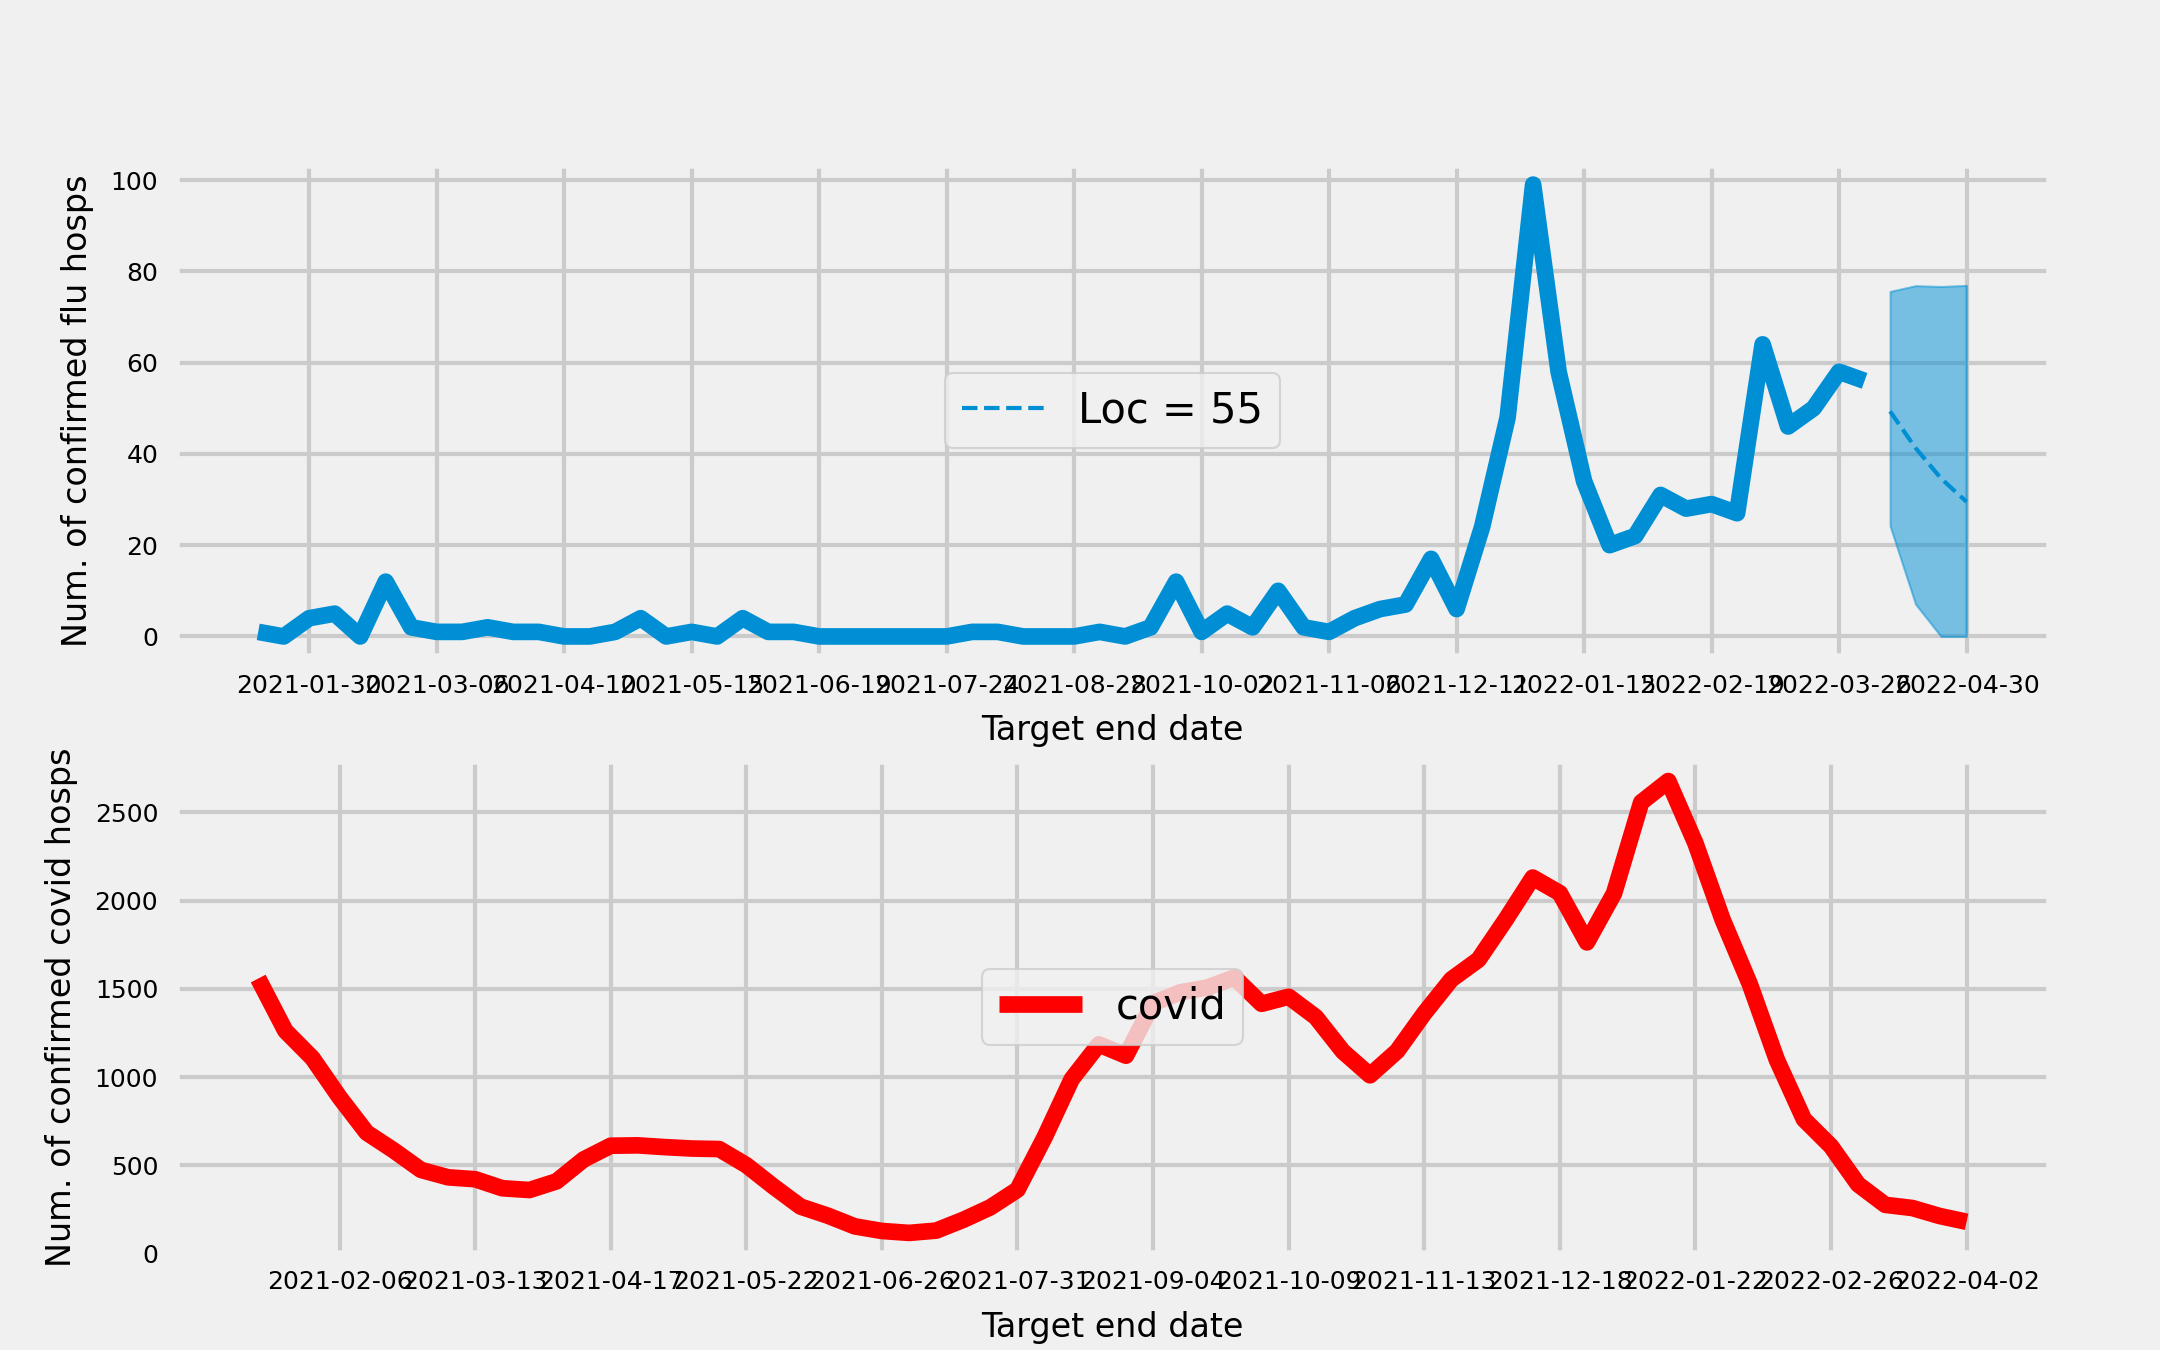 Num. of confirmed flu hosps
100
80
60
40
20
0
Loc = 55
2021-01-30 2021-03-06 2021-04-10 2021-05-15 2021-06-19 2021-07-24 2021-08-28 2021-10-02 2021-11-06 2021-12-11 2022-01-15 2022-02-19 2022-03-26 2022-04-30
Target end date
Num. of confirmed covid hosps
2500
2000
1500
1000
500
0
covid
2021-02-06 2021-03-13 2021-04-17 2021-05-22 2021-06-26 2021-07-31 2021-09-04 2021-10-09 2021-11-13 2021-12-18 2022-01-22 2022-02-26 2022-04-02
Target end date